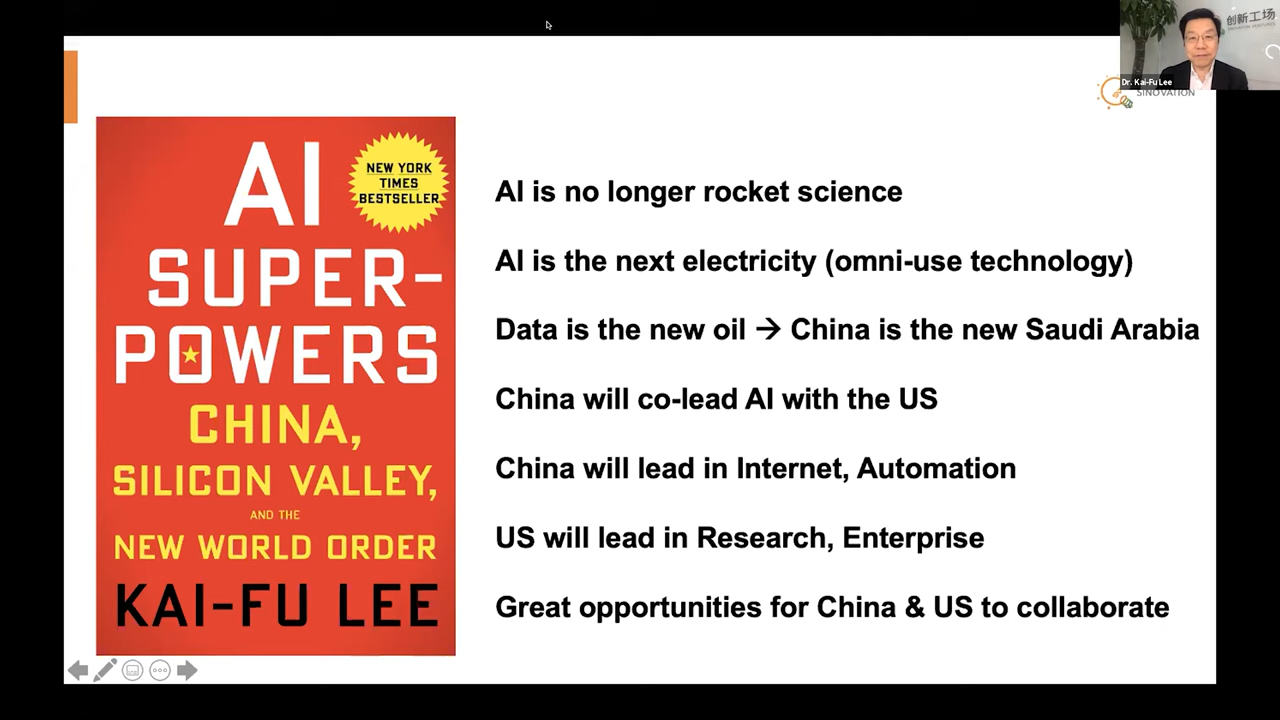 创新工场
Dr. Kai-Fu Lee
SINOVATION
AI
SUPER-
POWERS
CHINA,
SILICON VALLEY,
AND THE
NEW WORLD ORDER
KAI-FU LEE
NEW YORK
TIMES
BESTSELLER
AI is no longer rocket science
AI is the next electricity (omni-use technology)
Data is the new oil → China is the new Saudi Arabia
China will co-lead AI with the US
China will lead in Internet, Automation
US will lead in Research, Enterprise
Great opportunities for China & US to collaborate